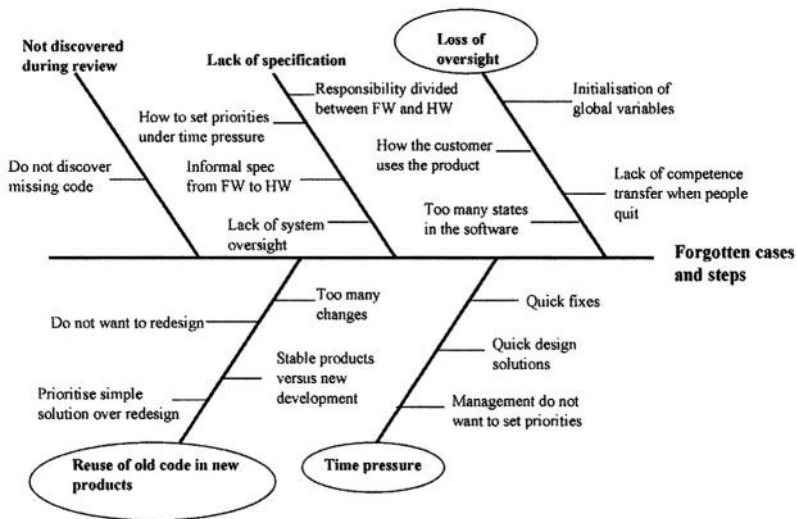 Not discovered
during review
Lack of specification
Loss of
oversight
Do not discover
missing code
Responsibility divided
between FW and HW
How to set priorities
under time pressure
Informal spec
from FW to HW
Lack of system
oversight
Initialisation of
global variables
How the customer
uses the product
Lack of competence
transfer when people
quit
Too many states
in the software
Forgotten cases
and steps
Too many
changes
Do not want to redesign
Stable products
versus new
development
Prioritise simple
solution over redesign
Reuse of old code in new
products
Quick fixes
Quick design
solutions
Management do not
want to set priorities
Time pressure